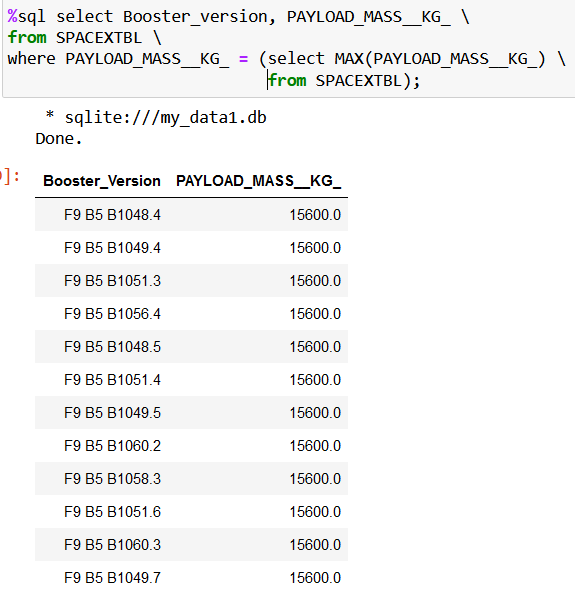 %sql select Booster_version, PAYLOAD_MASS__KG_ \
from SPACEXTBL \
where PAYLOAD_MASS__KG_ = (select MAX(PAYLOAD_MASS__KG_) \
from SPACEXTBL);
* sqlite:///my_data1.db
Done.
]:
Booster_Version PAYLOAD_MASS__KG_
F9 B5 B1048.4 15600.0
F9 B5 B1049.4 15600.0
F9 B5 B1051.3 15600.0
F9 B5 B1056.4 15600.0
F9 B5 B1048.5 15600.0
F9 B5 B1051.4 15600.0
F9 B5 B1049.5 15600.0
F9 B5 B1060.2 15600.0
F9 B5 B1058.3 15600.0
F9 B5 B1051.6 15600.0
F9 B5 B1060.3 15600.0
F9 B5 B1049.7 15600.0